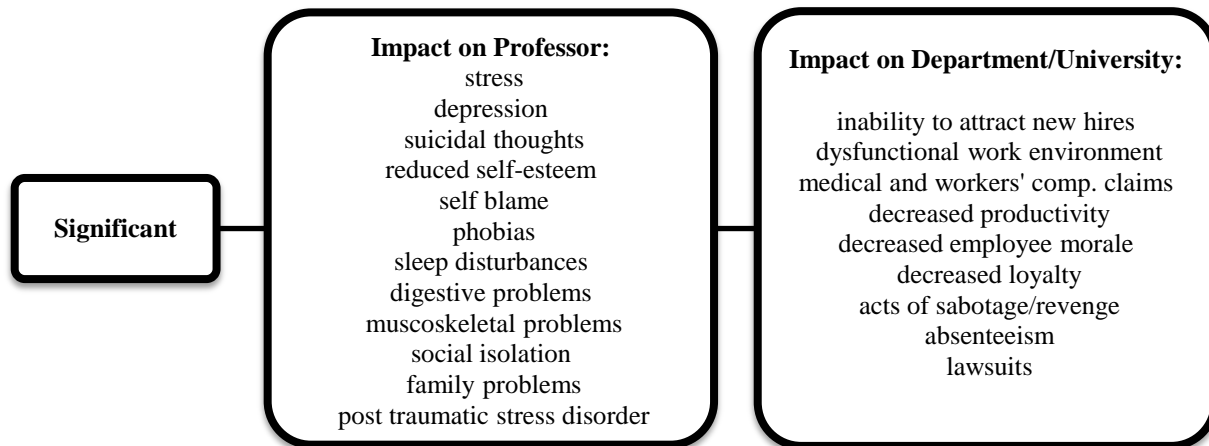 Significant
Impact on Professor:
stress
depression
suicidal thoughts
reduced self-esteem
self blame
phobias
sleep disturbances
digestive problems
muscoskeletal problems
social isolation
family problems
post traumatic stress disorder
Impact on Department/University:
inability to attract new hires
dysfunctional work environment
medical and workers' comp. claims
decreased productivity
decreased employee morale
decreased loyalty
acts of sabotage/revenge
absenteeism
lawsuits